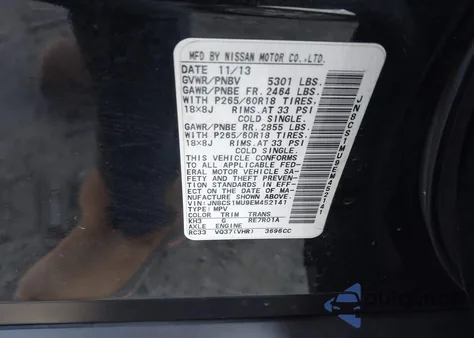 MFD BY NISSAN MOTOR CO.,LTD.
DATE 11/13
GVWR/PNBV 5301 LBS.
GAWR/PNBE FR. 2464 LBS.
WITH P265/60R18 TIRES.
18X8J RIMS.AT 33 PSI
COLD SINGLE.
GAWR/PNBE RR. 2855 LBS.
WITH P265/60R18 TIRES.
18X8J RIMS.AT 33 PSI
COLD SINGLE.
THIS VEHICLE CONFORMS
TO ALL APPLICABLE FED-
ERAL MOTOR VEHICLE SA-
FETY AND THEFT PREVEN-
TION STANDARDS IN EFF-
ECT ON THE DATE OF M-
ANUFACTURE SHOWN ABOVE.
VIN: JN8CS1MU9EM452141
TYPE: MPV
COLOR TRIM TRANS
KH3 G RE7R01A
AXLE ENGINE
RC33 VQ37(VHR) 3696CC
JN8CS1MU9EM452141